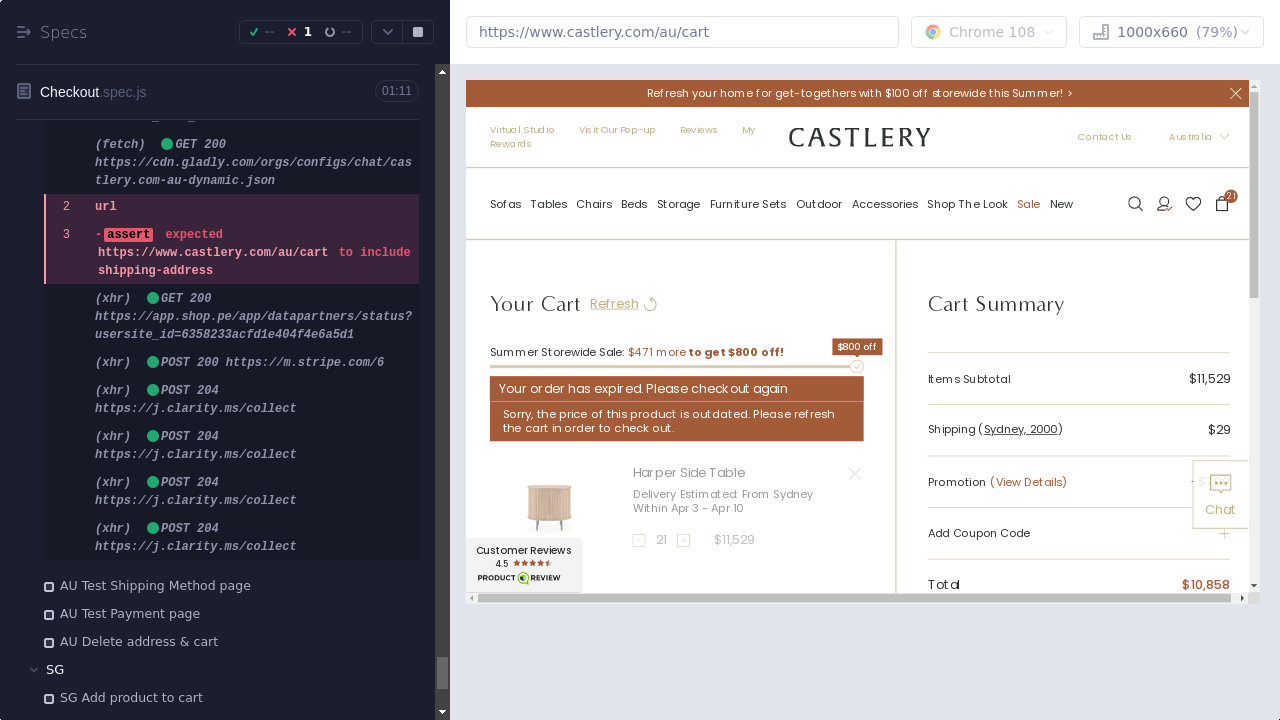 Specs
--
1
--
https://www.castlery.com/au/cart
Chrome 108
1000x660 (79%)
Checkout.spec.js
01:11
(fetch) GET 200
https://cdn.gladly.com/orgs/configs/chat/cas
tlery.com-au-dynamic.json
2 url
3 -assert expected
https://www.castlery.com/au/cart to include
shipping-address
(xhr) GET 200
https://app.shop.pe/app/datapartners/status?
usersite_id=6358233acfd1e404f4e6a5d1
(xhr) POST 200 https://m.stripe.com/6
(xhr) POST 204
https://j.clarity.ms/collect
(xhr) POST 204
https://j.clarity.ms/collect
(xhr) POST 204
https://j.clarity.ms/collect
(xhr) POST 204
https://j.clarity.ms/collect
AU Test Shipping Method page
AU Test Payment page
AU Delete address & cart
SG
SG Add product to cart
Refresh your home for get-togethers with $100 off storewide this Summer! >
Virtual Studio Visit Our Pop-up Reviews My
Rewards
CASTLERY
Contact Us Australia
Sofas Tables Chairs Beds Storage Furniture Sets Outdoor Accessories Shop The Look Sale New
21
Your Cart Refresh
Summer Storewide Sale: $471 more to get $800 off!
$800 off
Your order has expired. Please check out again
Sorry, the price of this product is outdated. Please refresh
the cart in order to check out.
Harper Side Table
Delivery Estimated: From Sydney
Within Apr 3 - Apr 10
21
$11,529
Customer Reviews
4.5
PRODUCT REVIEW
Cart Summary
Items Subtotal $11,529
Shipping (Sydney, 2000) $29
Promotion (View Details)
Chat
Add Coupon Code
Total $10,858